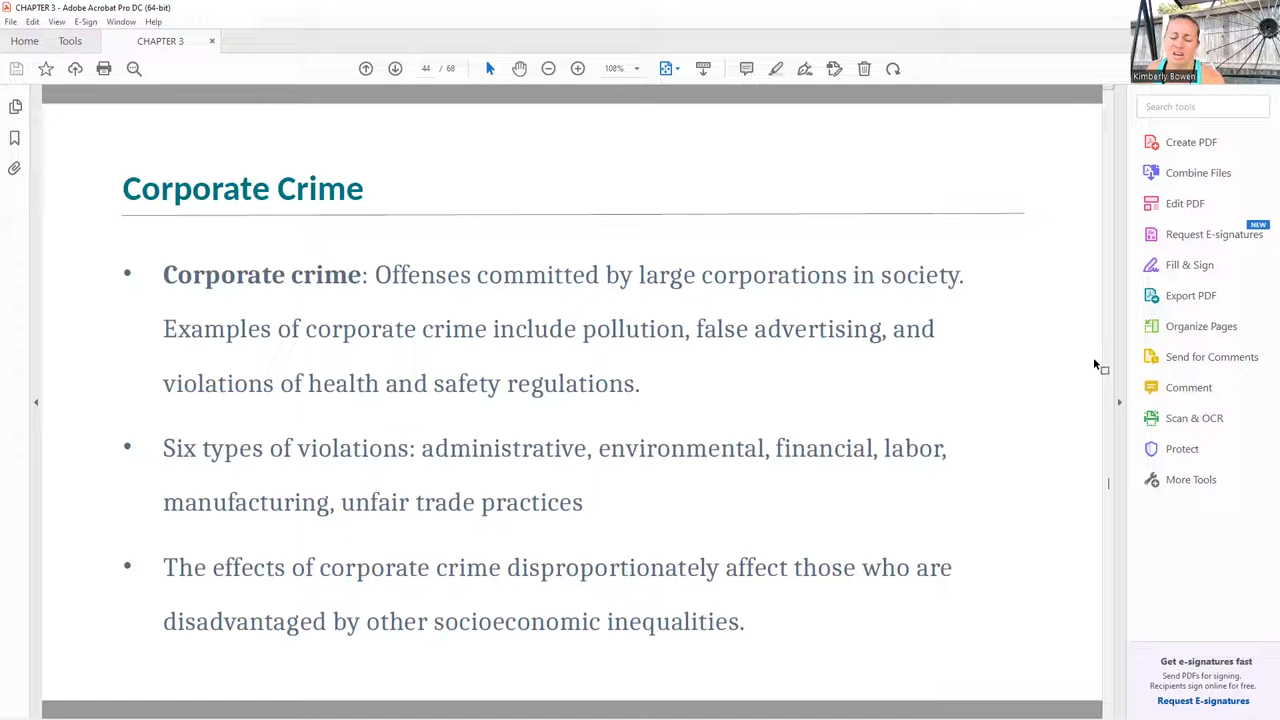 CHAPTER 3 - Adobe Acrobat Pro DC (64-bit)
File Edit View E-Sign Window Help
Home Tools CHAPTER 3 ×
44 / 68 108%
Kimberly Bowen
Corporate Crime
• Corporate crime: Offenses committed by large corporations in society.
Examples of corporate crime include pollution, false advertising, and
violations of health and safety regulations.
• Six types of violations: administrative, environmental, financial, labor,
manufacturing, unfair trade practices
• The effects of corporate crime disproportionately affect those who are
disadvantaged by other socioeconomic inequalities.
Search tools
Create PDF
Combine Files
Edit PDF
NEW
Request E-signatures
Fill & Sign
Export PDF
Organize Pages
Send for Comments
Comment
Scan & OCR
Protect
More Tools
Get e-signatures fast
Send PDFs for signing.
Recipients sign online for free.
Request E-signatures